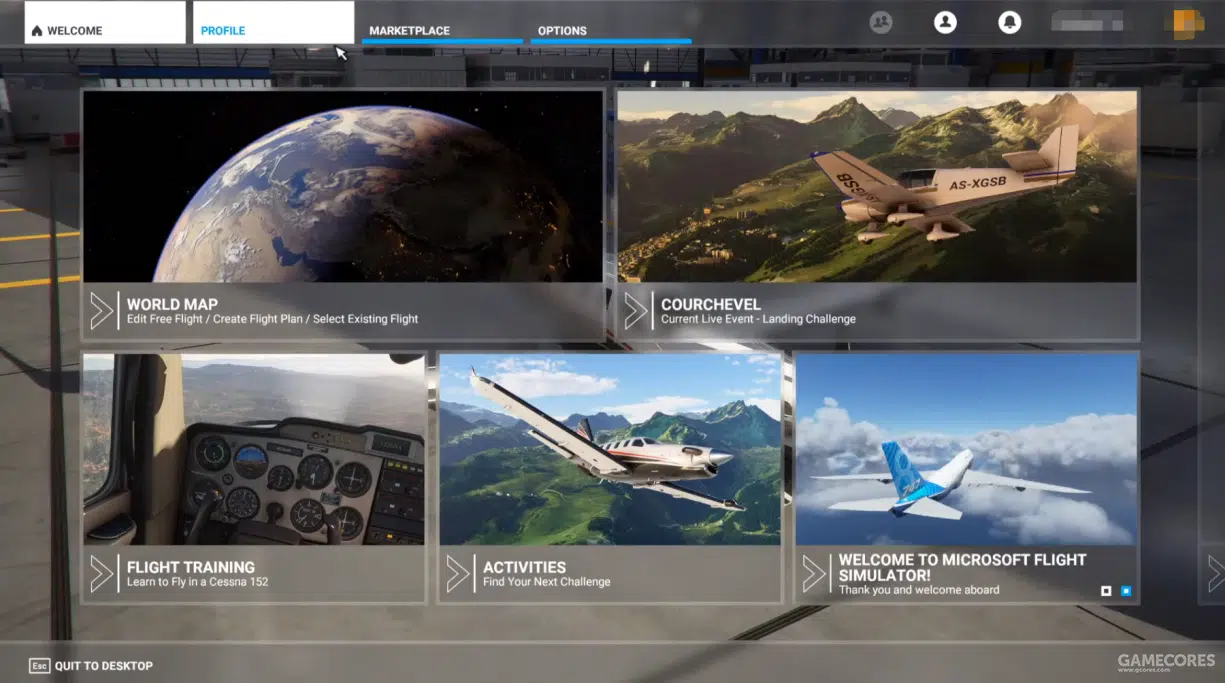 WELCOME
PROFILE
MARKETPLACE
OPTIONS
AS-XGSB
WORLD MAP
Edit Free Flight / Create Flight Plan / Select Existing Flight
COURCHEVEL
Current Live Event - Landing Challenge
FLIGHT TRAINING
Learn to Fly in a Cessna 152
ACTIVITIES
Find Your Next Challenge
WELCOME TO MICROSOFT FLIGHT
SIMULATOR!
Thank you and welcome aboard
Esc QUIT TO DESKTOP
GAMECORES
www.gcores.com